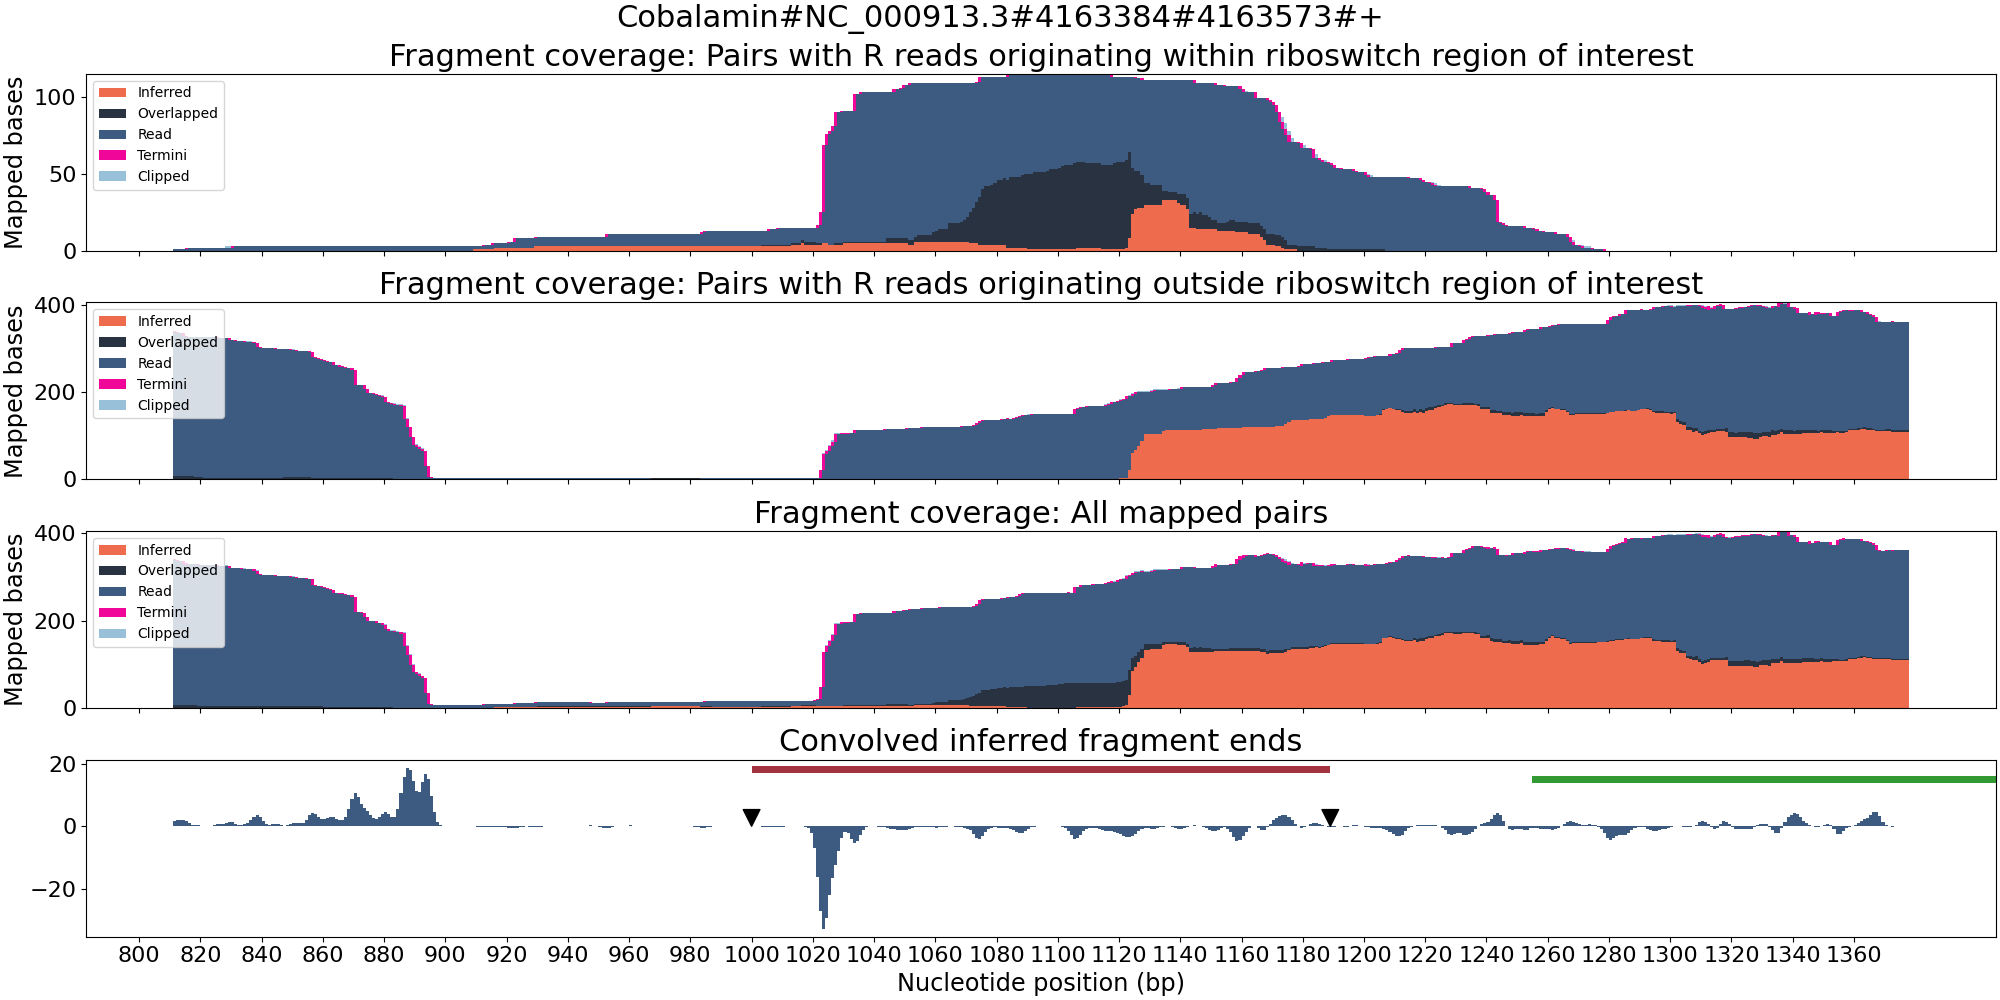 Cobalamin#NC_000913.3#4163384#4163573#+
Fragment coverage: Pairs with R reads originating within riboswitch region of interest
Mapped bases
100
50
0
Inferred
Overlapped
Read
Termini
Clipped
Fragment coverage: Pairs with R reads originating outside riboswitch region of interest
Mapped bases
400
200
0
Inferred
Overlapped
Read
Termini
Clipped
Fragment coverage: All mapped pairs
Mapped bases
400
200
0
Inferred
Overlapped
Read
Termini
Clipped
Convolved inferred fragment ends
20
0
−20
800 820 840 860 880 900 920 940 960 980 1000 1020 1040 1060 1080 1100 1120 1140 1160 1180 1200 1220 1240 1260 1280 1300 1320 1340 1360
Nucleotide position (bp)